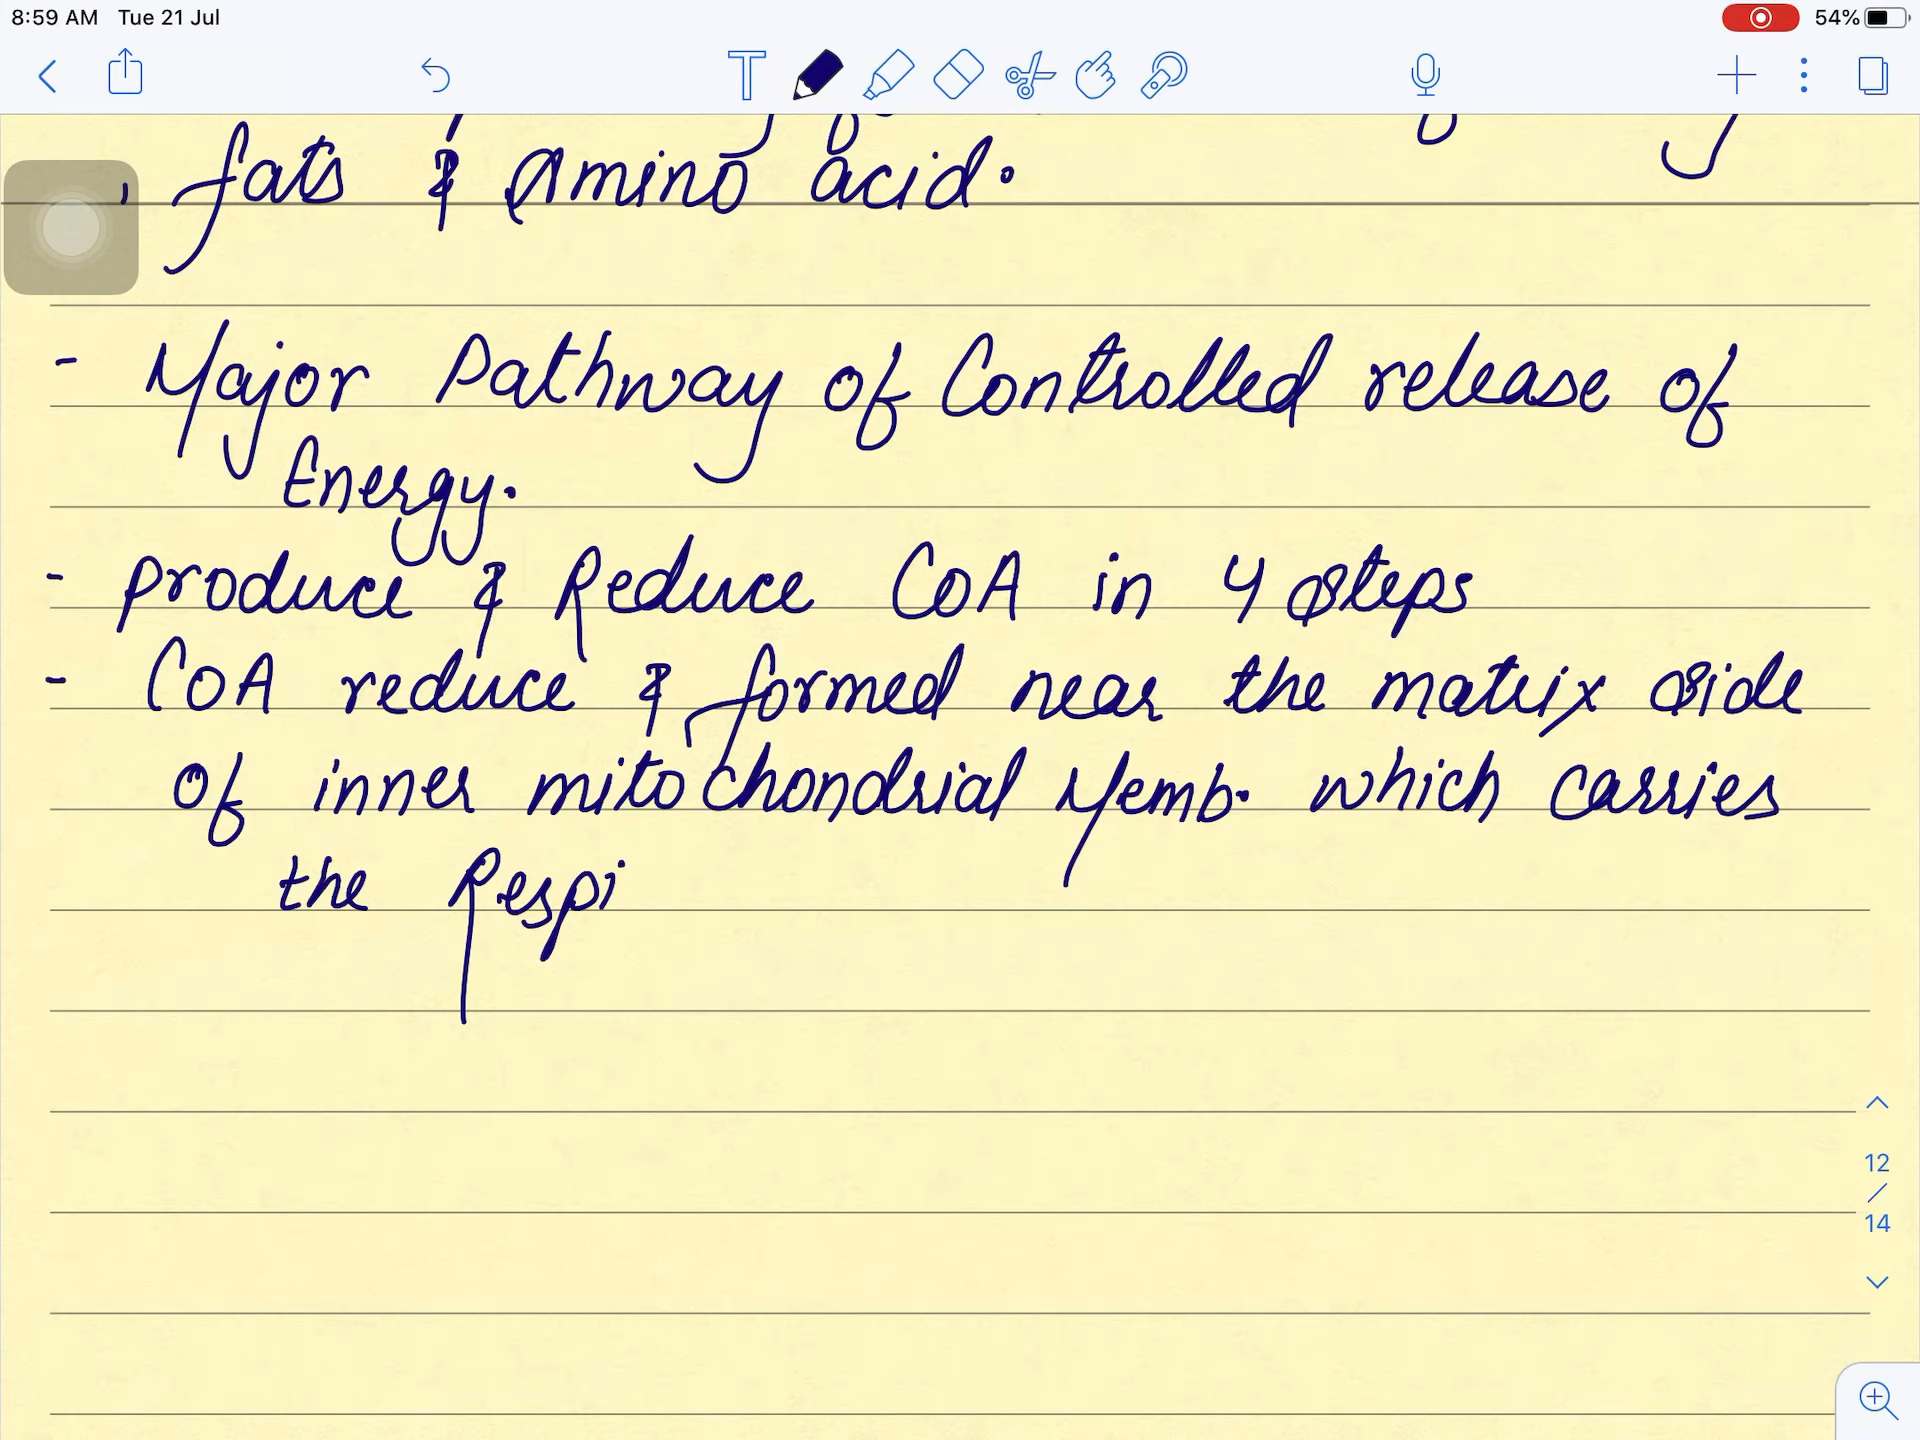 8:59 AM Tue 21 Jul
54%
T
, fats & Amino acid.
- Major Pathway of Controlled release of
Energy.
- produce & Reduce CoA in 4 steps
- CoA reduce & formed near the matrix side
of inner mitochondrial Memb. which carries
the Respi
12
/
14